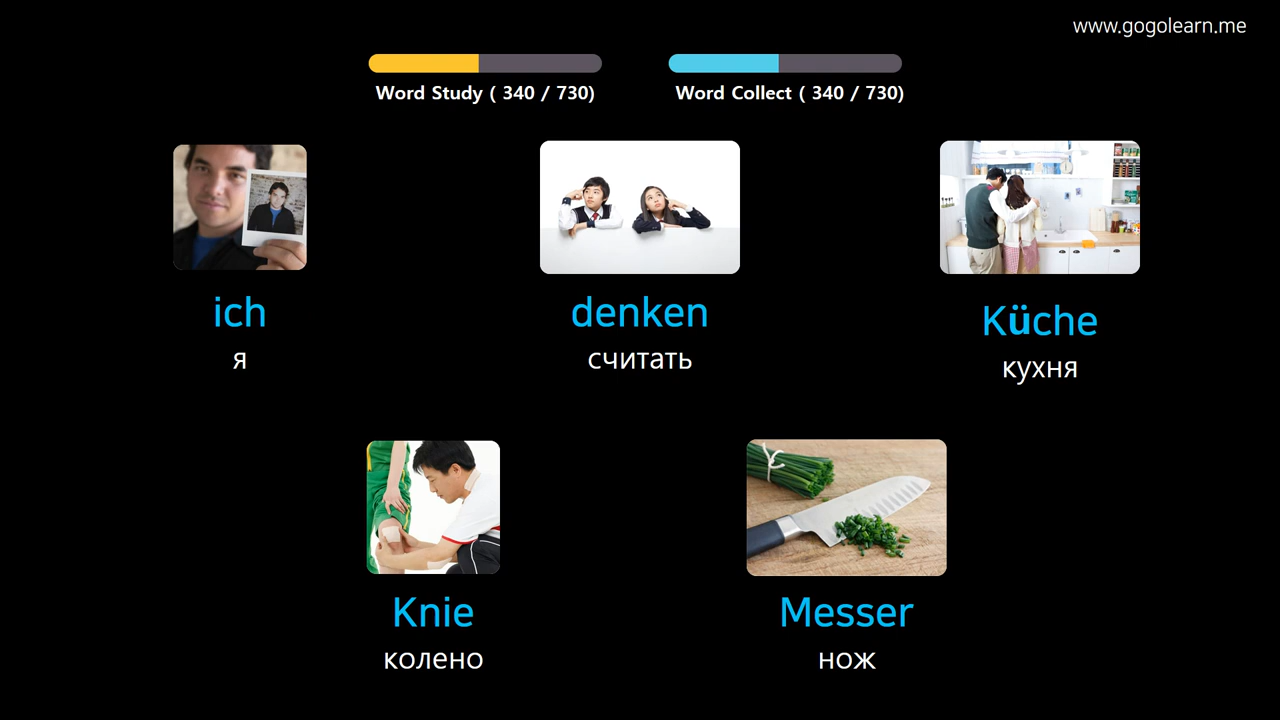 www.gogolearn.me
Word Study ( 340 / 730)
Word Collect ( 340 / 730)
ich
я
denken
считать
Küche
кухня
Knie
колено
Messer
нож